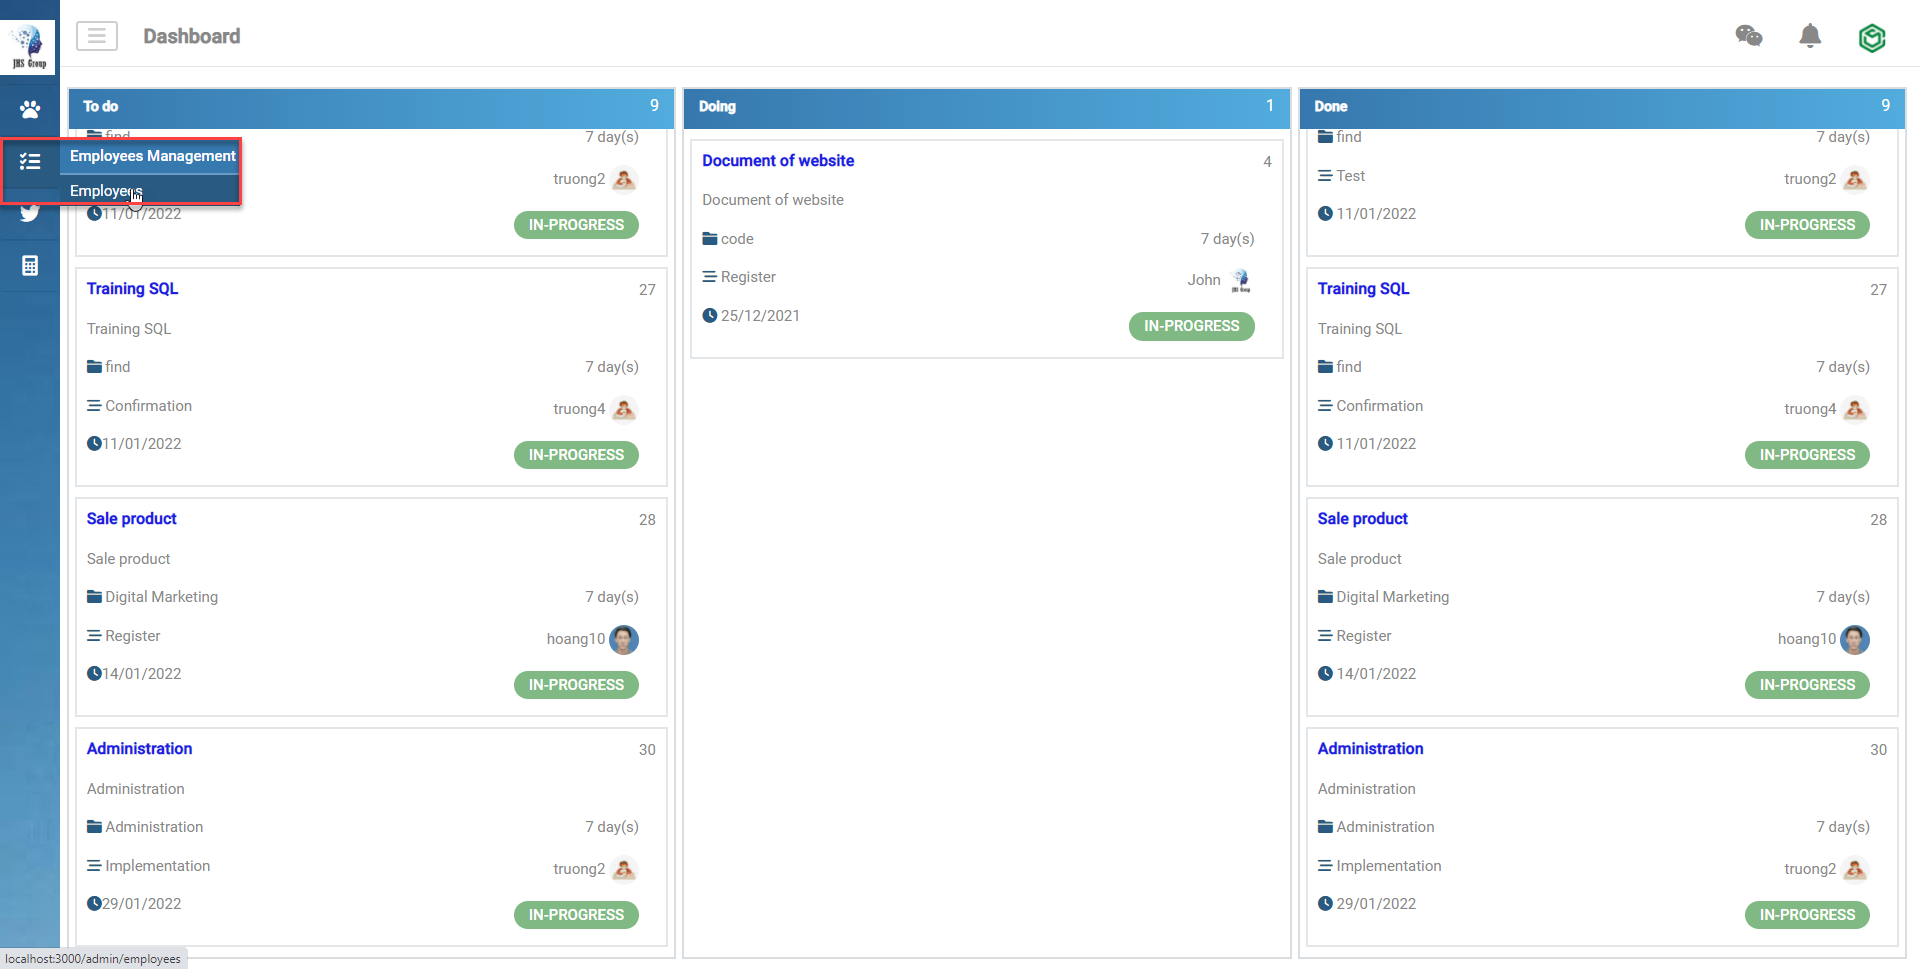 JHS Group
Dashboard
To do 9
find 7 day(s)
Employees Management
Employees
truong2
11/01/2022
IN-PROGRESS
Training SQL 27
Training SQL
find 7 day(s)
Confirmation truong4
11/01/2022
IN-PROGRESS
Sale product 28
Sale product
Digital Marketing 7 day(s)
Register hoang10
14/01/2022
IN-PROGRESS
Administration 30
Administration
Administration 7 day(s)
Implementation truong2
29/01/2022
IN-PROGRESS
Doing 1
Document of website 4
Document of website
code 7 day(s)
Register John
JHS Group
25/12/2021
IN-PROGRESS
Done 9
find 7 day(s)
Test truong2
11/01/2022
IN-PROGRESS
Training SQL 27
Training SQL
find 7 day(s)
Confirmation truong4
11/01/2022
IN-PROGRESS
Sale product 28
Sale product
Digital Marketing 7 day(s)
Register hoang10
14/01/2022
IN-PROGRESS
Administration 30
Administration
Administration 7 day(s)
Implementation truong2
29/01/2022
IN-PROGRESS
localhost:3000/admin/employees